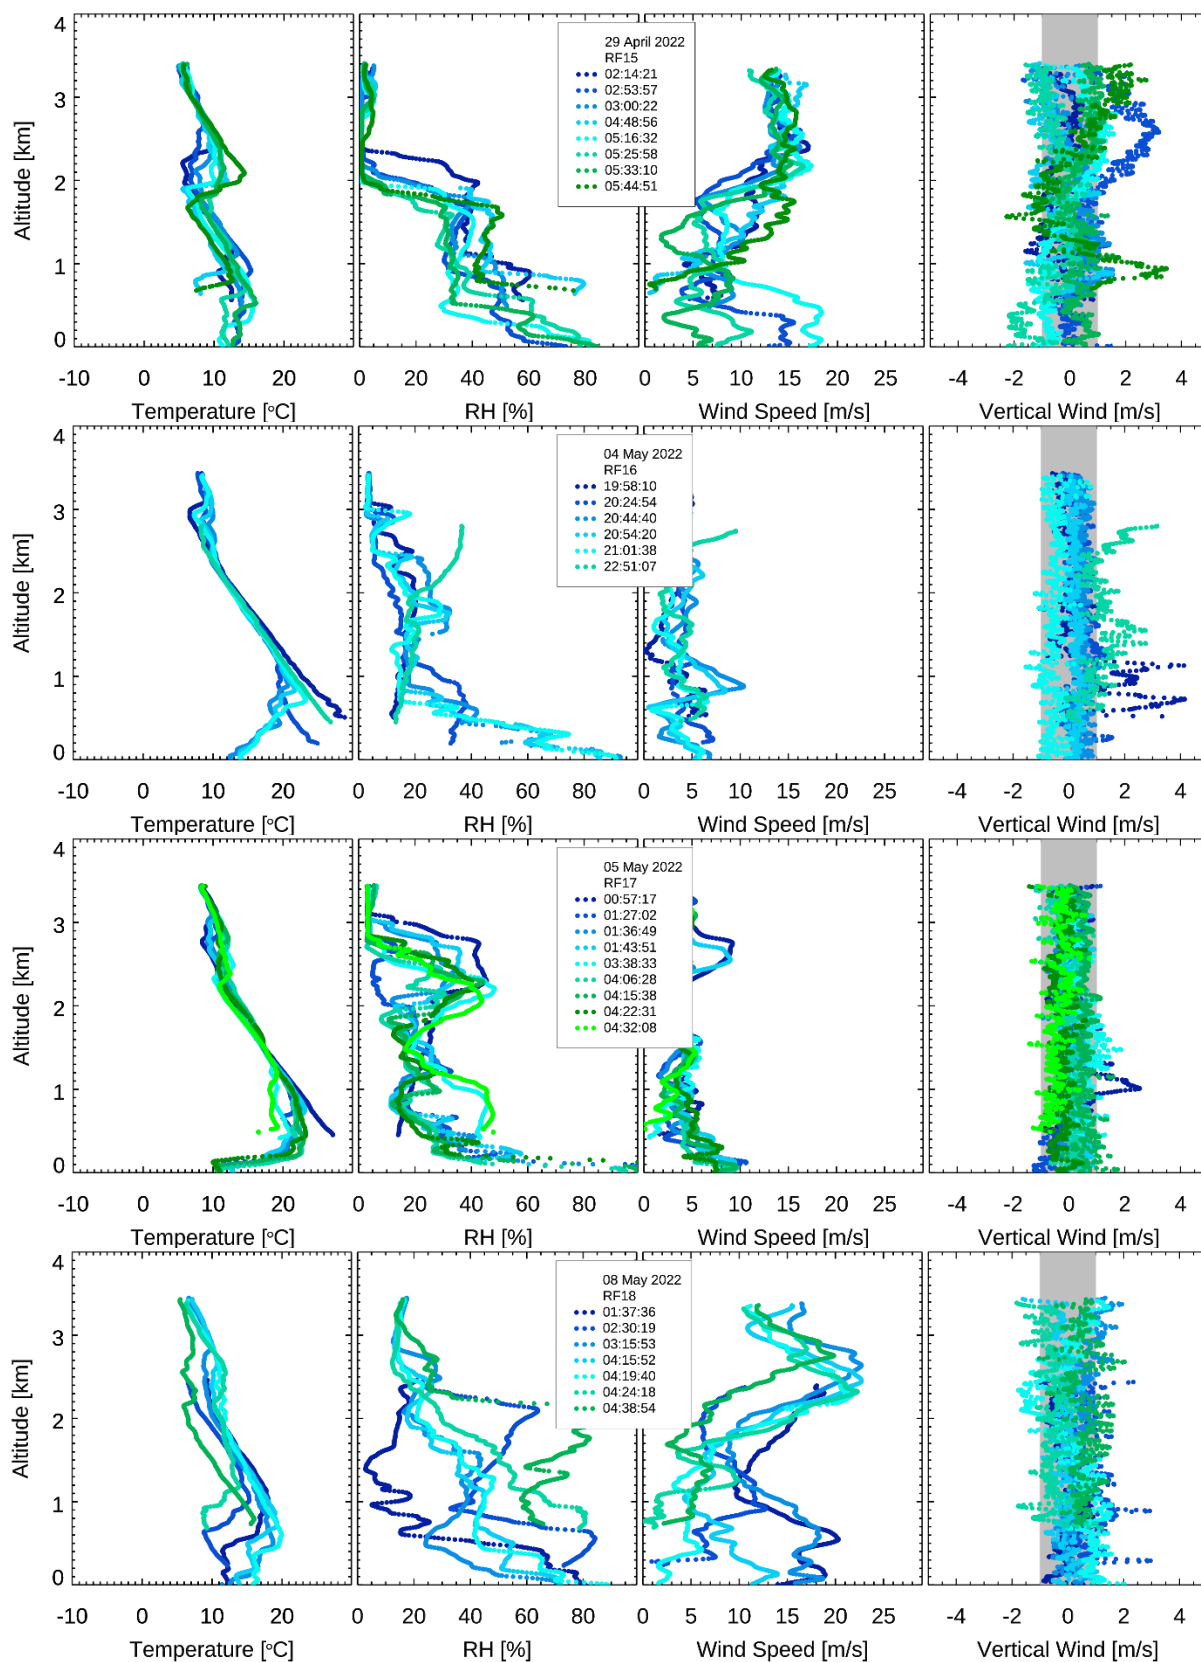 4
3
2
1
0
Altitude [km]
29 April 2022
RF15
02:14:21
02:53:57
03:00:22
04:48:56
05:16:32
05:25:58
05:33:10
05:44:51
-10 0 10 20 0 20 40 60 80 0 5 10 15 20 25 -4 -2 0 2 4
Temperature [°C] RH [%] Wind Speed [m/s] Vertical Wind [m/s]
4
3
2
1
0
Altitude [km]
04 May 2022
RF16
19:58:10
20:24:54
20:44:40
20:54:20
21:01:38
22:51:07
-10 0 10 20 0 20 40 60 80 0 5 10 15 20 25 -4 -2 0 2 4
Temperature [°C] RH [%] Wind Speed [m/s] Vertical Wind [m/s]
4
3
2
1
0
Altitude [km]
05 May 2022
RF17
00:57:17
01:27:02
01:36:49
01:43:51
03:38:33
04:06:28
04:15:38
04:22:31
04:32:08
-10 0 10 20 0 20 40 60 80 0 5 10 15 20 25 -4 -2 0 2 4
Temperature [°C] RH [%] Wind Speed [m/s] Vertical Wind [m/s]
4
3
2
1
0
Altitude [km]
08 May 2022
RF18
01:37:36
02:30:19
03:15:53
04:15:52
04:19:40
04:24:18
04:38:54
-10 0 10 20 0 20 40 60 80 0 5 10 15 20 25 -4 -2 0 2 4
Temperature [°C] RH [%] Wind Speed [m/s] Vertical Wind [m/s]